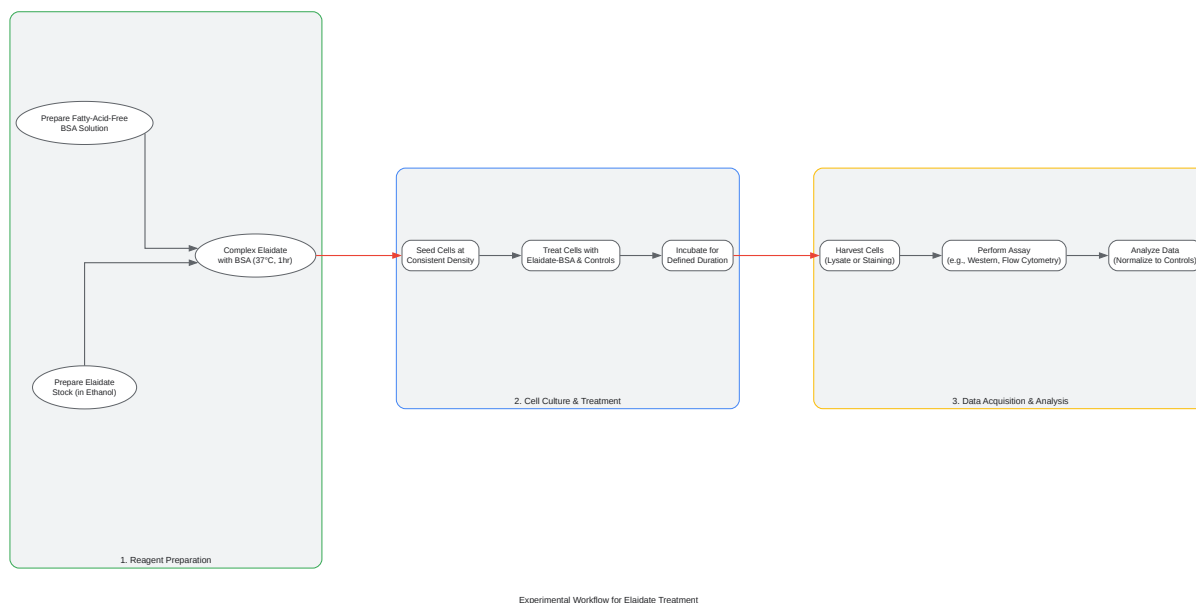 Prepare Fatty-Acid-Free
BSA Solution
Complex Elaidate
with BSA (37°C, 1hr)
Prepare Elaidate
Stock (in Ethanol)
1. Reagent Preparation
Seed Cells at
Consistent Density
Treat Cells with
Elaidate-BSA & Controls
Incubate for
Defined Duration
2. Cell Culture & Treatment
Harvest Cells
(Lysate or Staining)
Perform Assay
(e.g., Western, Flow Cytometry)
Analyze Data
(Normalize to Controls)
3. Data Acquisition & Analysis
Experimental Workflow for Elaidate Treatment